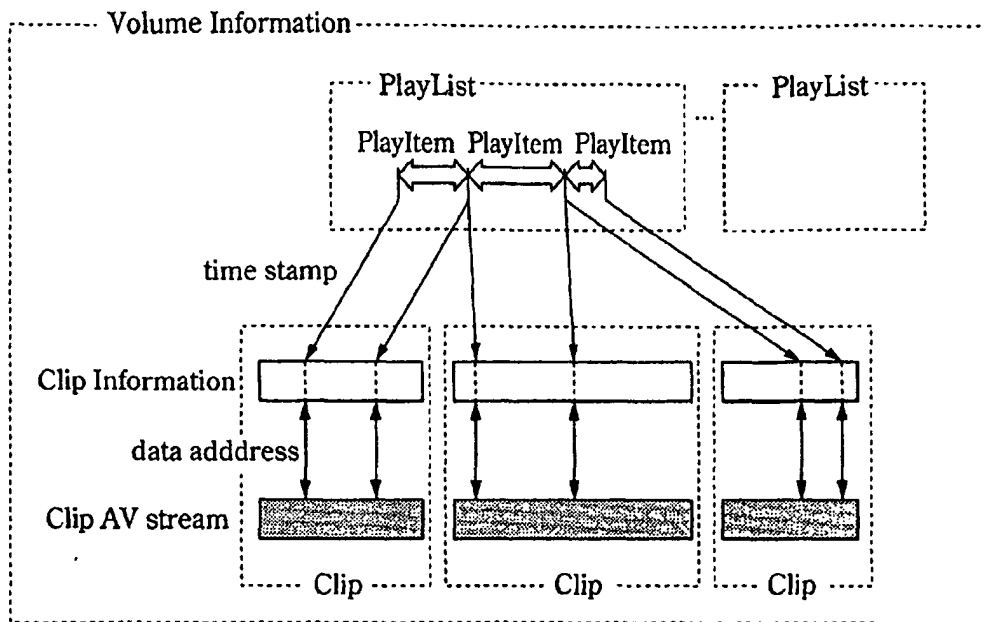 Volume Information
PlayList PlayList
...
PlayItem PlayItem PlayItem
time stamp
Clip Information
data adddress
Clip AV stream
Clip Clip Clip